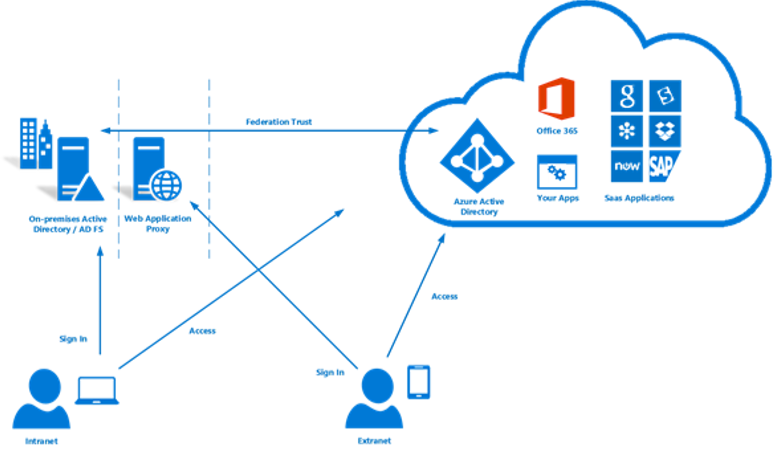 Federation Trust
Office 365
g
now
SAP
Azure Active
Directory
Your Apps
Saas Applications
On-premises Active
Directory / AD FS
Web Application
Proxy
Access
Sign In
Access
Sign In
Intranet
Extranet